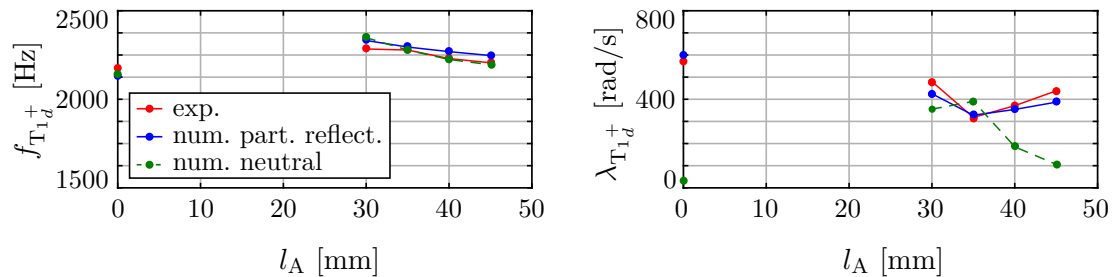 2500
2000
1500
f_{T1_d^+} [Hz]
exp.
num. part. reflect.
num. neutral
0 10 20 30 40 50
l_A [mm]
800
400
0
λ_{T1_d^+} [rad/s]
0 10 20 30 40 50
l_A [mm]